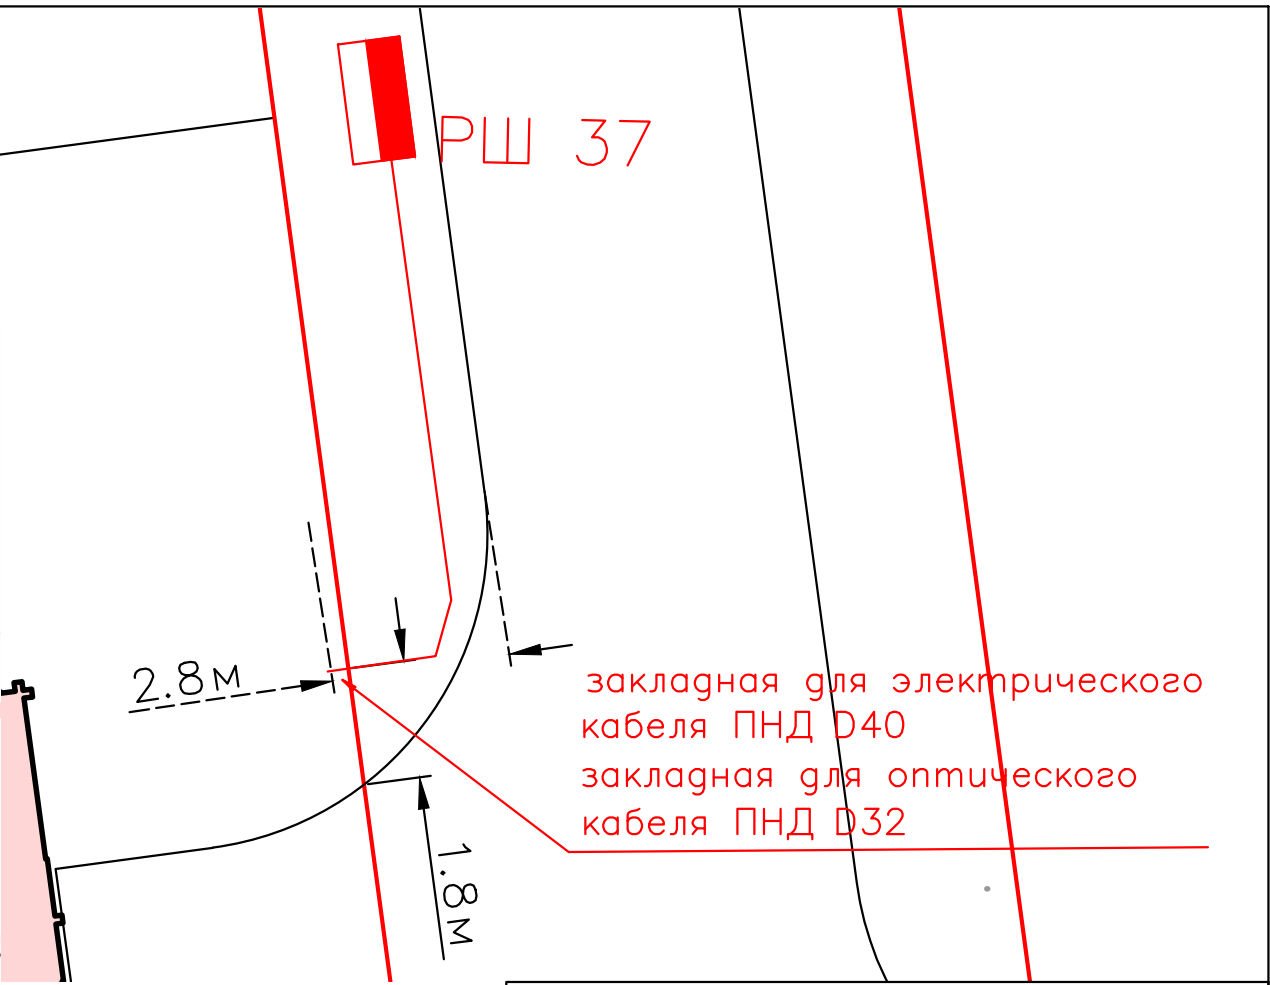 РШ 37
2.8м
закладная для электрического
кабеля ПНД D40
закладная для оптического
кабеля ПНД D32
1.8м